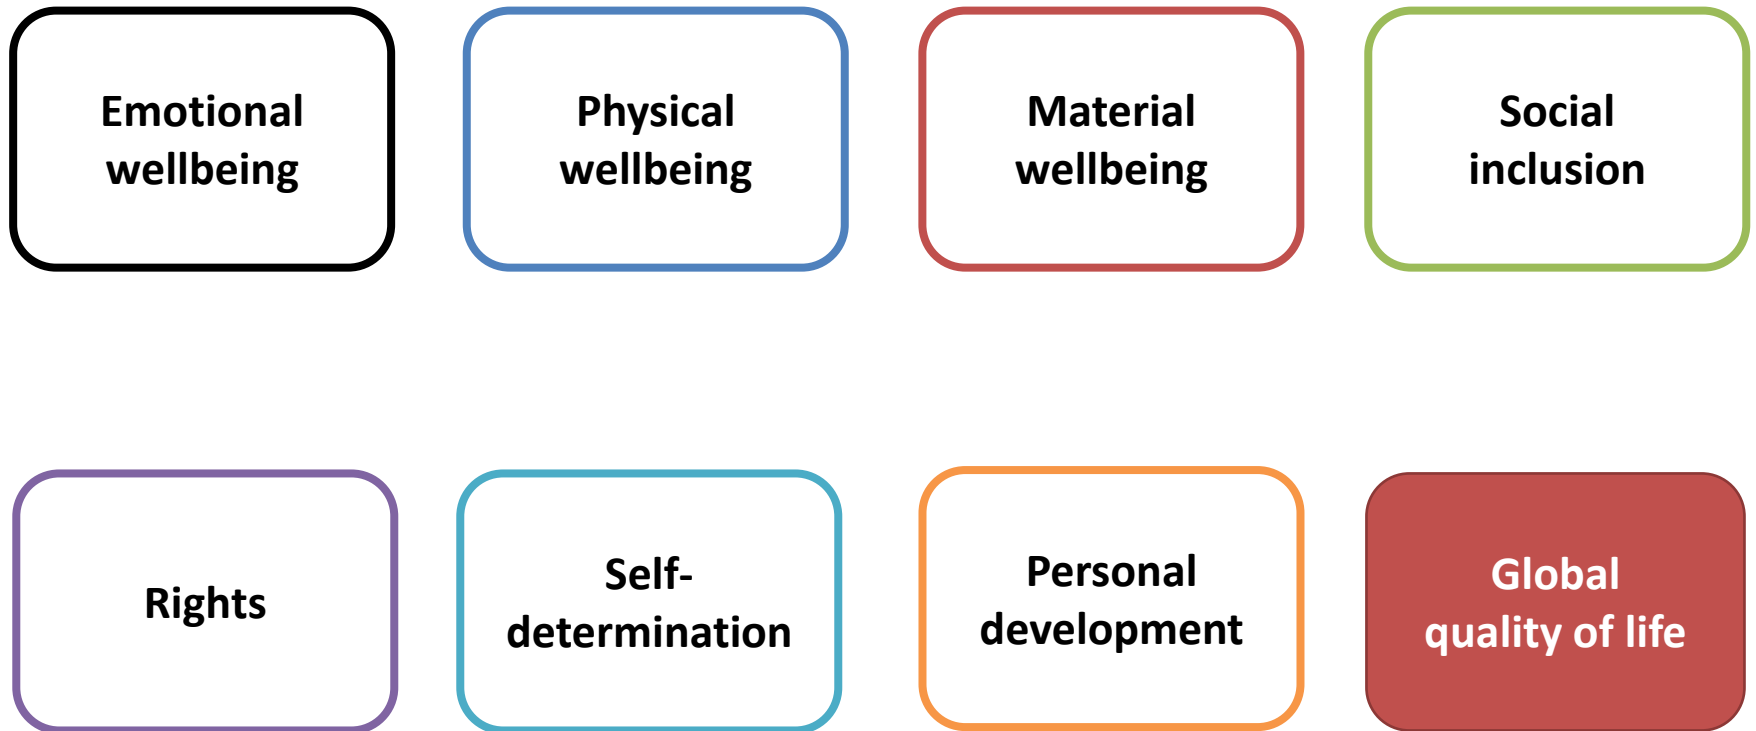 Emotional
wellbeing
Physical
wellbeing
Material
wellbeing
Social
inclusion
Rights
Self-
determination
Personal
development
Global
quality of life